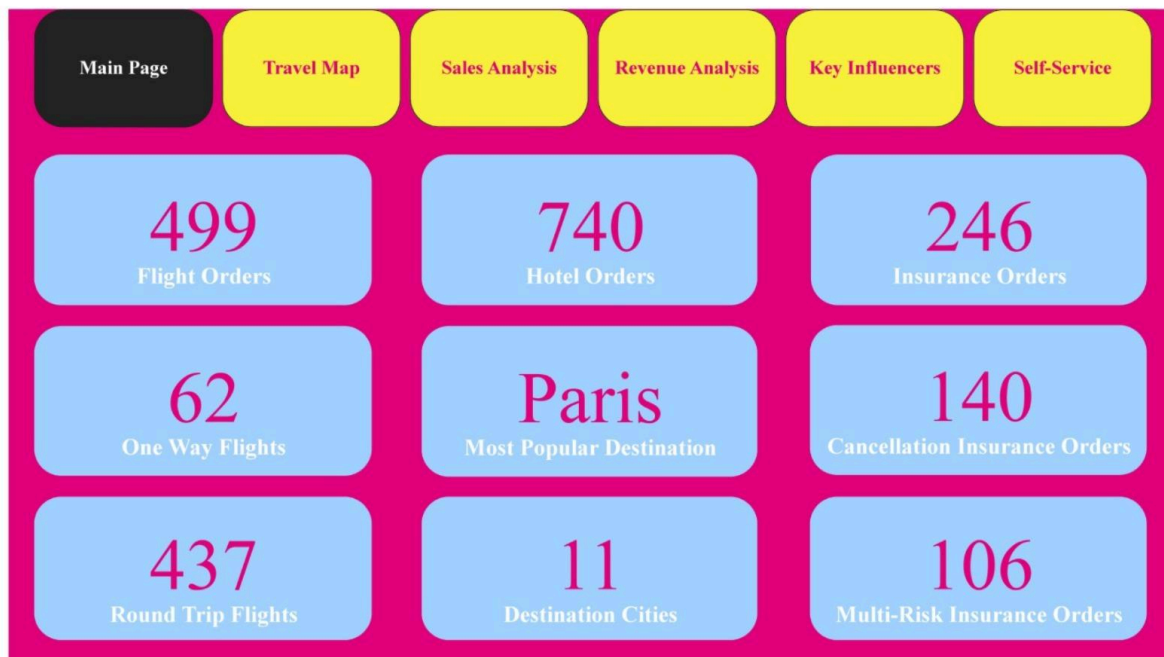 Main Page
Travel Map
Sales Analysis
Revenue Analysis
Key Influencers
Self-Service
499
Flight Orders
740
Hotel Orders
246
Insurance Orders
62
One Way Flights
Paris
Most Popular Destination
140
Cancellation Insurance Orders
437
Round Trip Flights
11
Destination Cities
106
Multi-Risk Insurance Orders